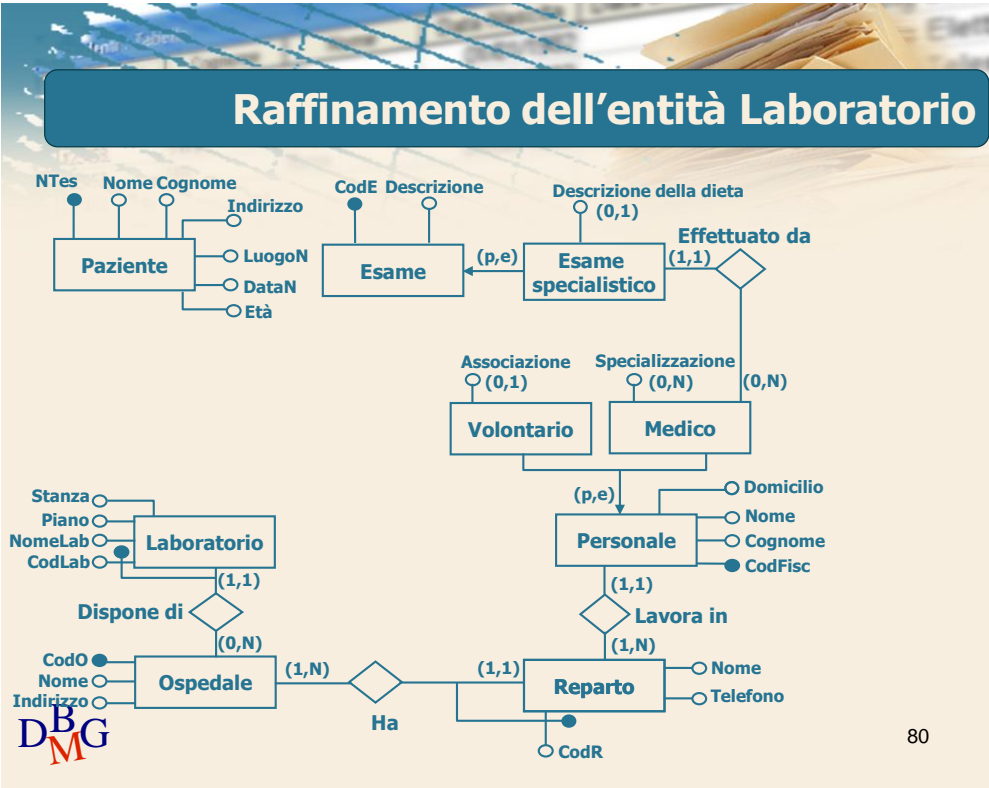 Raffinamento dell'entità Laboratorio
NTes
Nome Cognome
Indirizzo
Paziente
LuogoN
DataN
Età
CodE Descrizione
Esame
(p,e)
Descrizione della dieta
(0,1)
Esame
specialistico
(1,1)
Effettuato da
(0,N)
Associazione
(0,1)
Volontario
Specializzazione
(0,N)
Medico
(p,e)
Domicilio
Nome
Cognome
CodFisc
Personale
(1,1)
Lavora in
(1,N)
Stanza
Piano
NomeLab
CodLab
Laboratorio
(1,1)
Dispone di
(0,N)
CodO
Nome
Indirizzo
Ospedale
(1,N)
Ha
(1,1)
Reparto
Nome
Telefono
CodR
DBMG
80